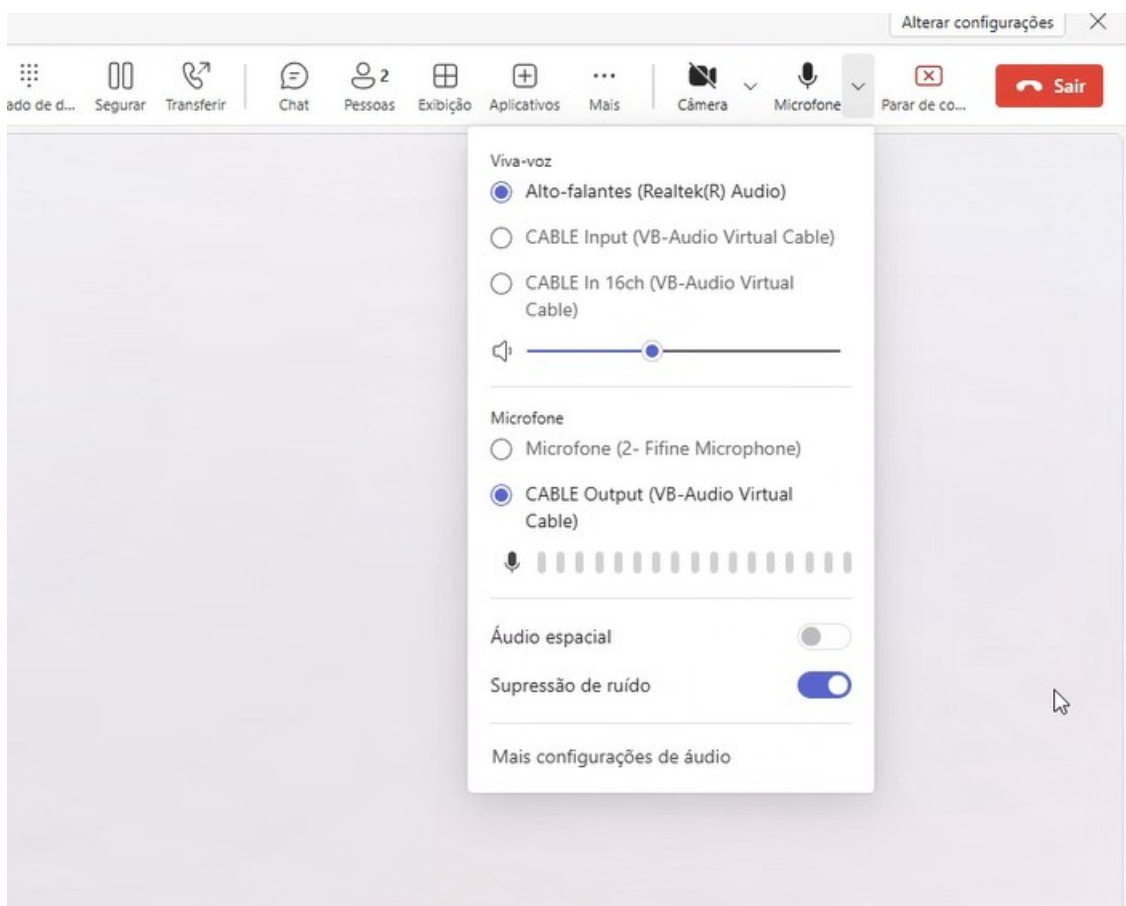 Alterar configurações
ado de d... Segurar Transferir Chat Pessoas 2 Exibição Aplicativos Mais Câmera Microfone Parar de co... Sair
Viva-voz
Alto-falantes (Realtek(R) Audio)
CABLE Input (VB-Audio Virtual Cable)
CABLE In 16ch (VB-Audio Virtual
Cable)
Microfone
Microfone (2- Fifine Microphone)
CABLE Output (VB-Audio Virtual
Cable)
Áudio espacial
Supressão de ruído
Mais configurações de áudio